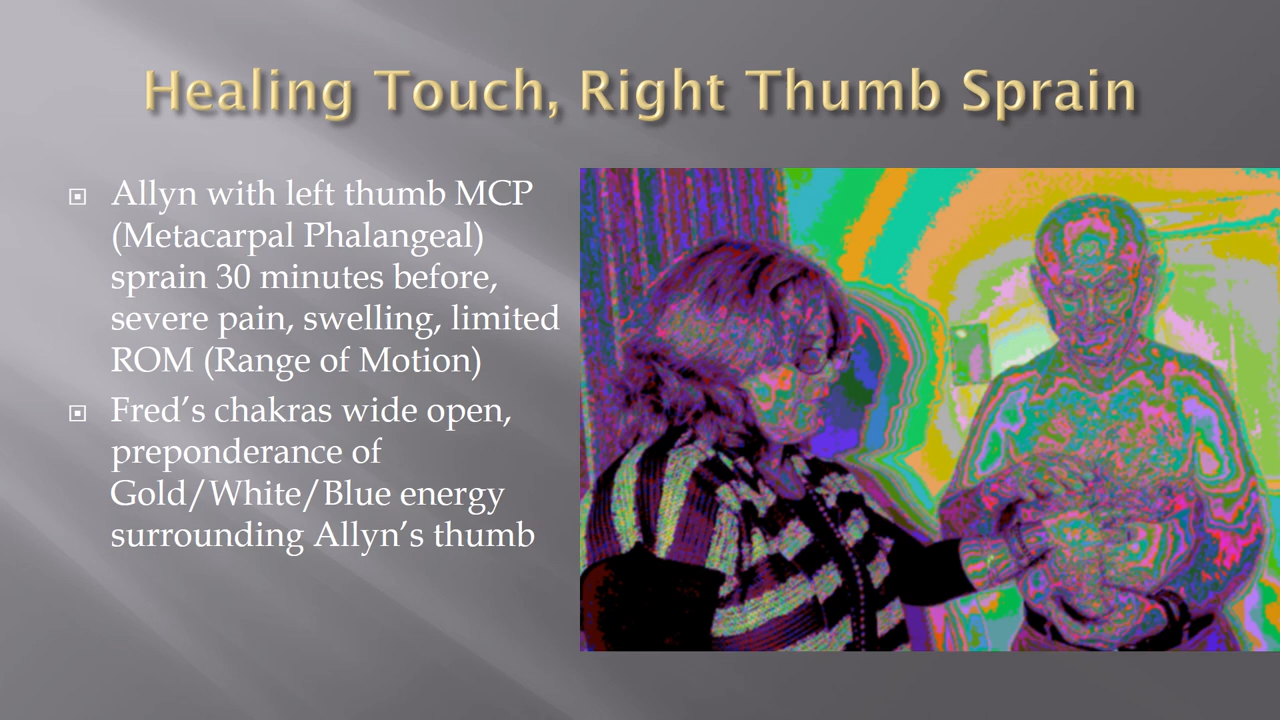 Healing Touch, Right Thumb Sprain
Allyn with left thumb MCP
(Metacarpal Phalangeal)
sprain 30 minutes before,
severe pain, swelling, limited
ROM (Range of Motion)
Fred's chakras wide open,
preponderance of
Gold/White/Blue energy
surrounding Allyn's thumb